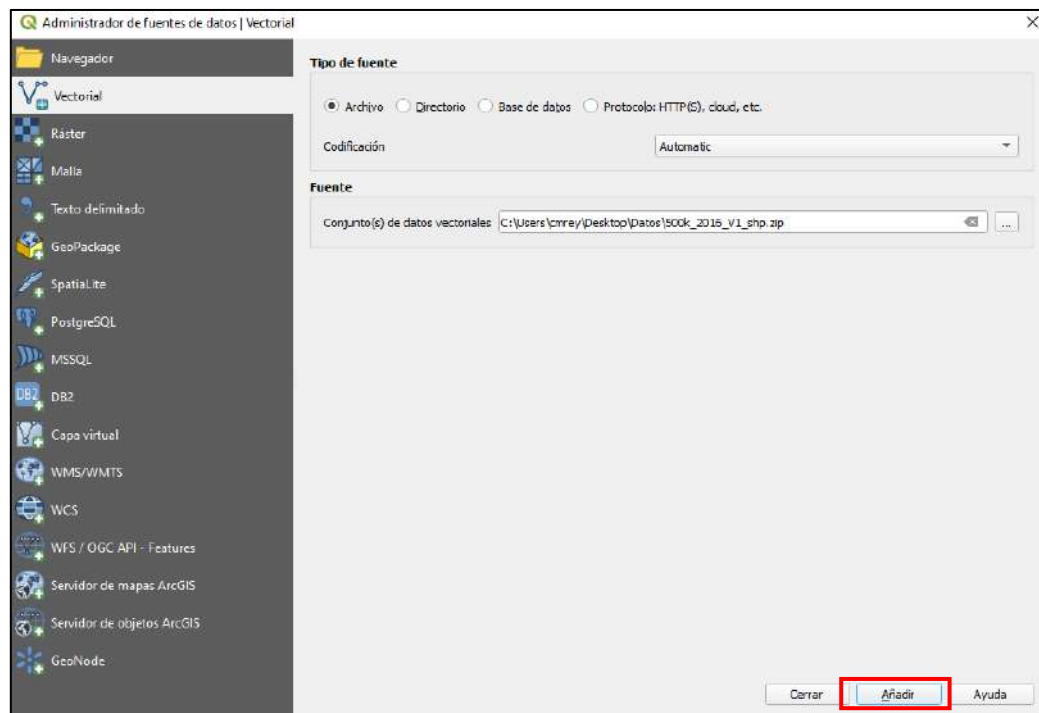 Administrador de fuentes de datos | Vectorial
Navegador
Vectorial
Ráster
Malla
Texto delimitado
GeoPackage
SpatiaLite
PostgreSQL
MSSQL
DB2
DB2
Capa virtual
WMS/WMTS
WCS
WFS / OGC API - Features
Servidor de mapas ArcGIS
Servidor de objetos ArcGIS
GeoNode
Tipo de fuente
Archivo Directorio Base de datos Protocolo: HTTP(S), cloud, etc.
Codificación Automatic
Fuente
Conjunto(s) de datos vectoriales C:\Users\cmrey\Desktop\Datos\500k_2016_V1_shp.zip ...
Cerrar Añadir Ayuda